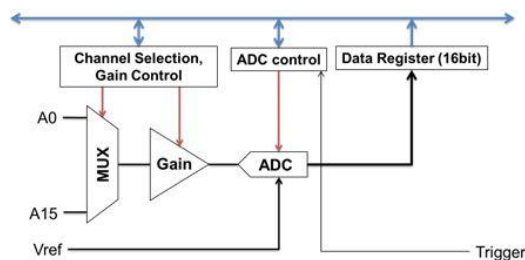 Channel Selection,
Gain Control
ADC control
Data Register (16bit)
A0
MUX
Gain
ADC
A15
Vref
Trigger